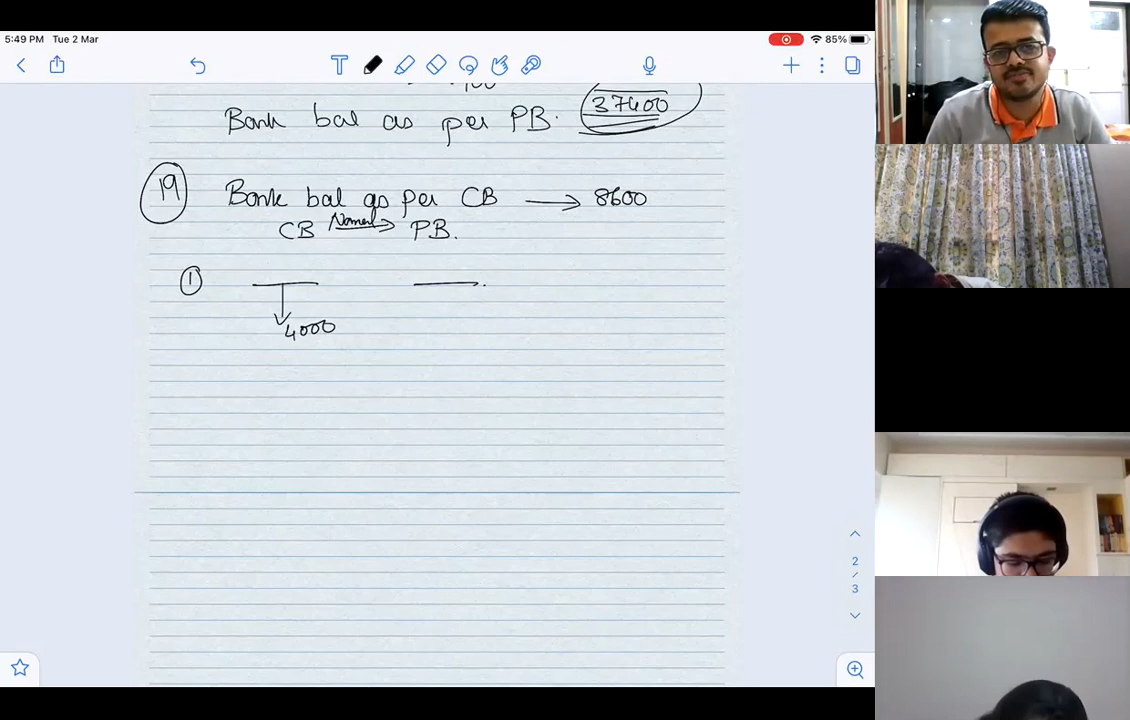 5:49 PM Tue 2 Mar
85%
T
Bank bal as per PB. 37400
19 Bank bal as per CB → 8600
CB → PB.
1
4000
2
/
3